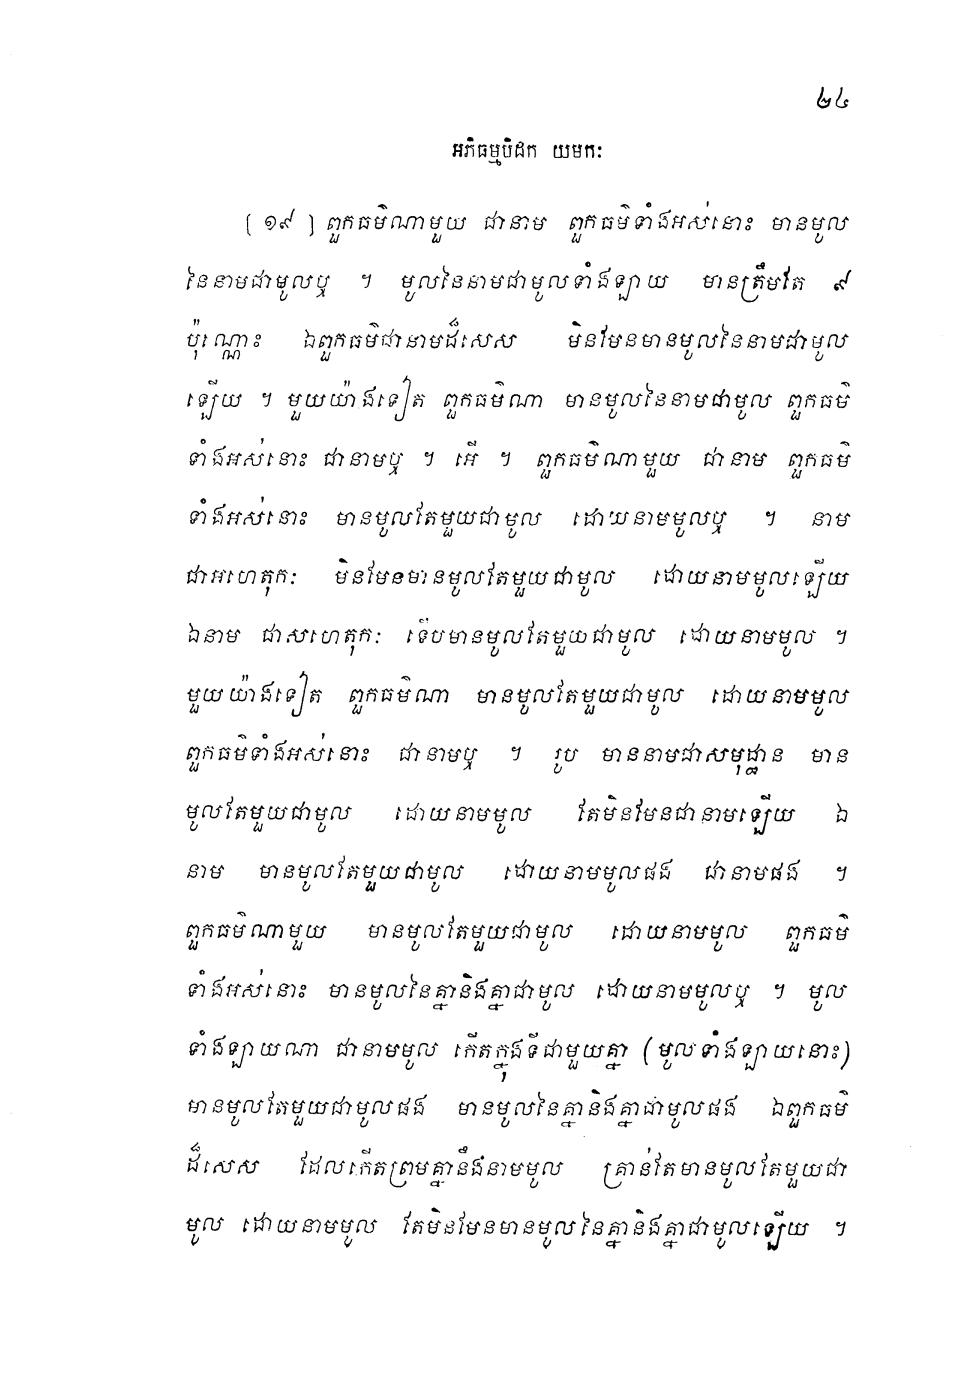 ២៤
អភិធម្មបិដក យមកៈ
(១៩) ពួកធម៌ណាមួយ ជានាម ពួកធម៌ទាំងអស់នោះ មានមូល
នៃនាមជាមូលឬ ។ មូលនៃនាមជាមូលទាំងឡាយ មានត្រឹមតែ ៩
ប៉ុណ្ណោះ ឯពួកធម៌ជានាមដ៏សេស មិនមែនមានមូលនៃនាមជាមូល
ឡើយ ។ មួយយ៉ាងទៀត ពួកធម៌ណា មានមូលនៃនាមជាមូល ពួកធម៌
ទាំងអស់នោះ ជានាមឬ ។ អើ ។ ពួកធម៌ណាមួយ ជានាម ពួកធម៌
ទាំងអស់នោះ មានមូលតែមួយជាមូល ដោយនាមមូលឬ ។ នាម
ជាអហេតុកៈ មិនមែនមានមូលតែមួយជាមូល ដោយនាមមូលឡើយ
ឯនាម ជាសហេតុកៈ ទើបមានមូលតែមួយជាមូល ដោយនាមមូល ។
មួយយ៉ាងទៀត ពួកធម៌ណា មានមូលតែមួយជាមូល ដោយនាមមូល
ពួកធម៌ទាំងអស់នោះ ជានាមឬ ។ រូប មាននាមជាសមុដ្ឋាន មាន
មូលតែមួយជាមូល ដោយនាមមូល តែមិនមែនជានាមឡើយ ឯ
នាម មានមូលតែមួយជាមូល ដោយនាមមូលផង ជានាមផង ។
ពួកធម៌ណាមួយ មានមូលតែមួយជាមូល ដោយនាមមូល ពួកធម៌
ទាំងអស់នោះ មានមូលនៃគ្នានិងគ្នាជាមូល ដោយនាមមូលឬ ។ មូល
ទាំងឡាយណា ជានាមមូល កើតក្នុងទីជាមួយគ្នា (មូលទាំងឡាយនោះ)
មានមូលតែមួយជាមូលផង មានមូលនៃគ្នានិងគ្នាជាមូលផង ឯពួកធម៌
ដ៏សេស ដែលកើតព្រមគ្នានឹងនាមមូល គ្រាន់តែមានមូលតែមួយជា
មូល ដោយនាមមូល តែមិនមែនមានមូលនៃគ្នានិងគ្នាជាមូលឡើយ ។